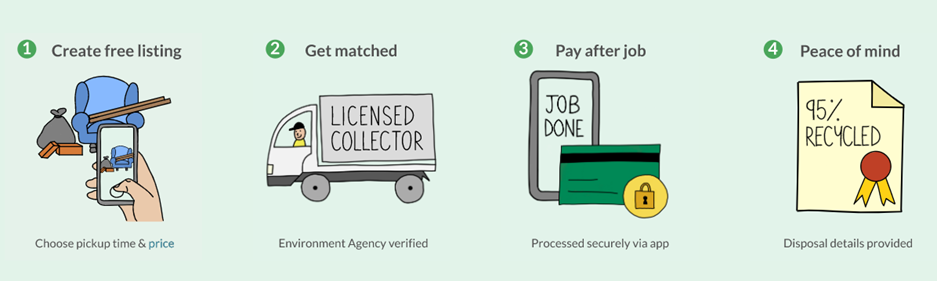 1 Create free listing
Choose pickup time & price
2 Get matched
LICENSED
COLLECTOR
Environment Agency verified
3 Pay after job
JOB
DONE
Processed securely via app
4 Peace of mind
95%
RECYCLED
Disposal details provided